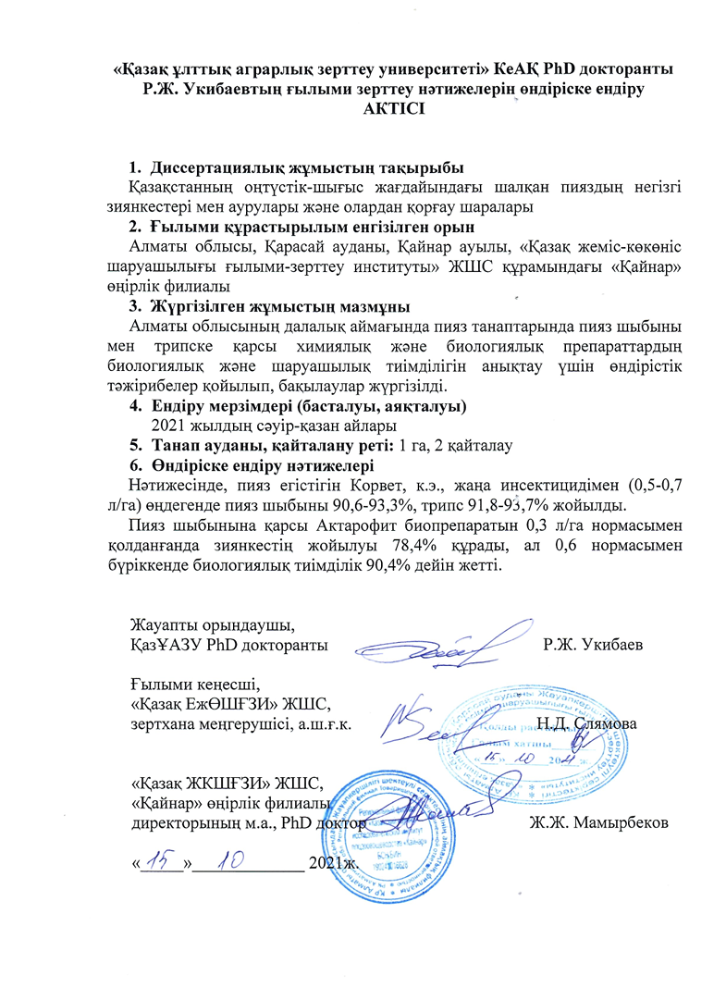 «Қазақ ұлттық аграрлық зерттеу университеті» КеАҚ PhD докторанты
Р.Ж. Укибаевтың ғылыми зерттеу нәтижелерін өндіріске ендіру
АКТІСІ
1. Диссертациялық жұмыстың тақырыбы
Қазақстанның оңтүстік-шығыс жағдайындағы шалқан пияздың негізгі
зиянкестері мен аурулары және олардан қорғау шаралары
2. Ғылыми құрастырылым енгізілген орын
Алматы облысы, Қарасай ауданы, Қайнар ауылы, «Қазақ жеміс-көкөніс
шаруашылығы ғылыми-зерттеу институты» ЖШС құрамындағы «Қайнар»
өңірлік филиалы
3. Жүргізілген жұмыстың мазмұны
Алматы облысының далалық аймағында пияз танаптарында пияз шыбыны
мен трипске қарсы химиялық және биологиялық препараттардың
биологиялық және шаруашылық тиімділігін анықтау үшін өндірістік
тәжірибелер қойылып, бақылаулар жүргізілді.
4. Ендіру мерзімдері (басталуы, аяқталуы)
2021 жылдың сәуір-қазан айлары
5. Танап ауданы, қайталану реті: 1 га, 2 қайталау
6. Өндіріске ендіру нәтижелері
Нәтижесінде, пияз егістігін Корвет, к.э., жаңа инсектицидімен (0,5-0,7
л/га) өңдегенде пияз шыбыны 90,6-93,3%, трипс 91,8-93,7% жойылды.
Пияз шыбынына қарсы Актарофит биопрепаратын 0,3 л/га нормасымен
қолданғанда зиянкестің жойылуы 78,4% құрады, ал 0,6 нормасымен
бүріккенде биологиялық тиімділік 90,4% дейін жетті.
Жауапты орындаушы,
ҚазҰАЗУ PhD докторанты Р.Ж. Укибаев
Ғылыми кеңесші,
«Қазақ ЕжӨШҒЗИ» ЖШС,
зертхана меңгерушісі, а.ш.ғ.к. Н.Д. Слямова
«Қазақ ЖКШҒЗИ» ЖШС,
«Қайнар» өңірлік филиалы
директорының м.а., PhD доктор Ж.Ж. Мамырбеков
«15» 10 2021ж.